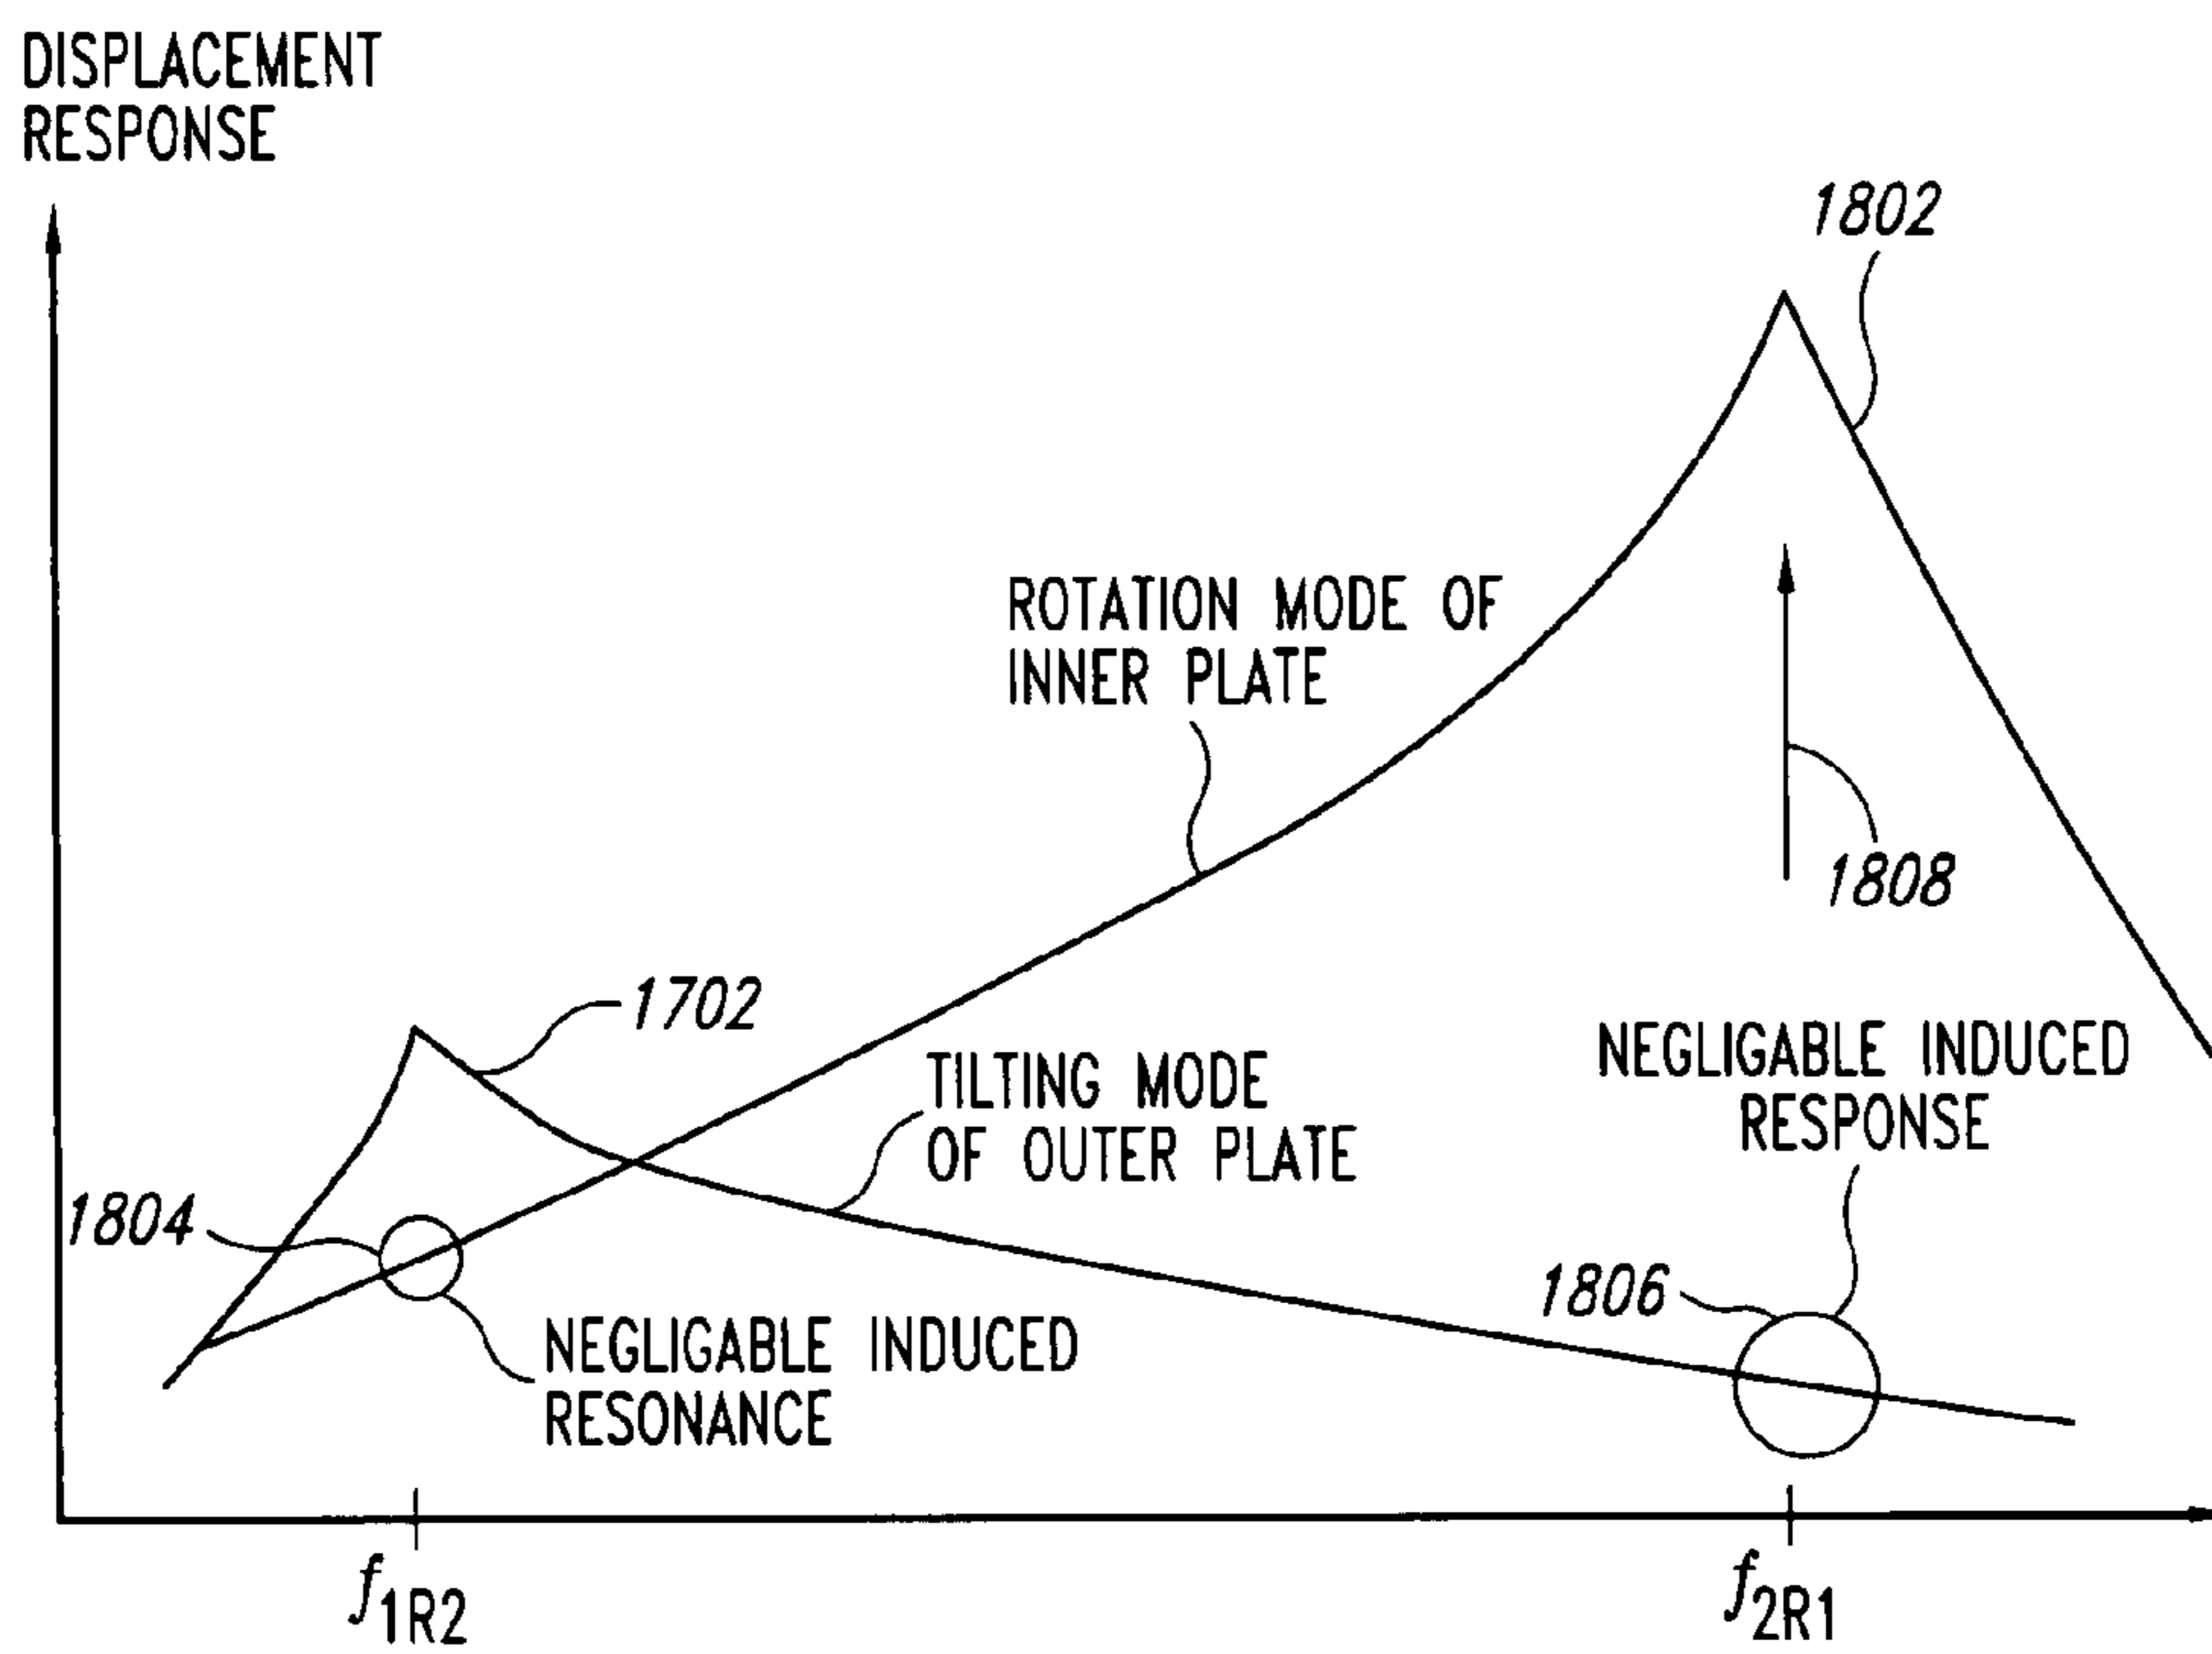 DISPLACEMENT
RESPONSE
1802
ROTATION MODE OF
INNER PLATE
1808
1702
TILTING MODE
OF OUTER PLATE
NEGLIGABLE INDUCED
RESPONSE
1804
1806
NEGLIGABLE INDUCED
RESONANCE
f1R2
f2R1